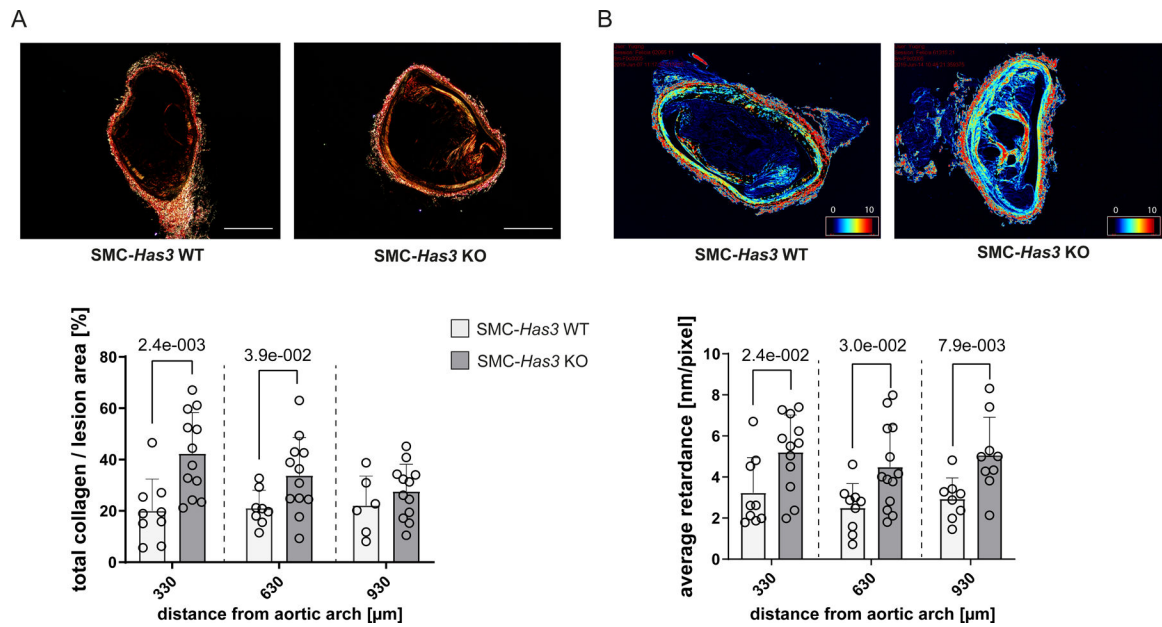 A
B
0 10
0 10
SMC-Has3 WT
SMC-Has3 KO
SMC-Has3 WT
SMC-Has3 KO
total collagen / lesion area [%]
80
60
40
20
0
2.4e-003
3.9e-002
330
630
930
distance from aortic arch [µm]
SMC-Has3 WT
SMC-Has3 KO
average retardance [nm/pixel]
10
8
6
4
2
0
2.4e-002
3.0e-002
7.9e-003
330
630
930
distance from aortic arch [µm]